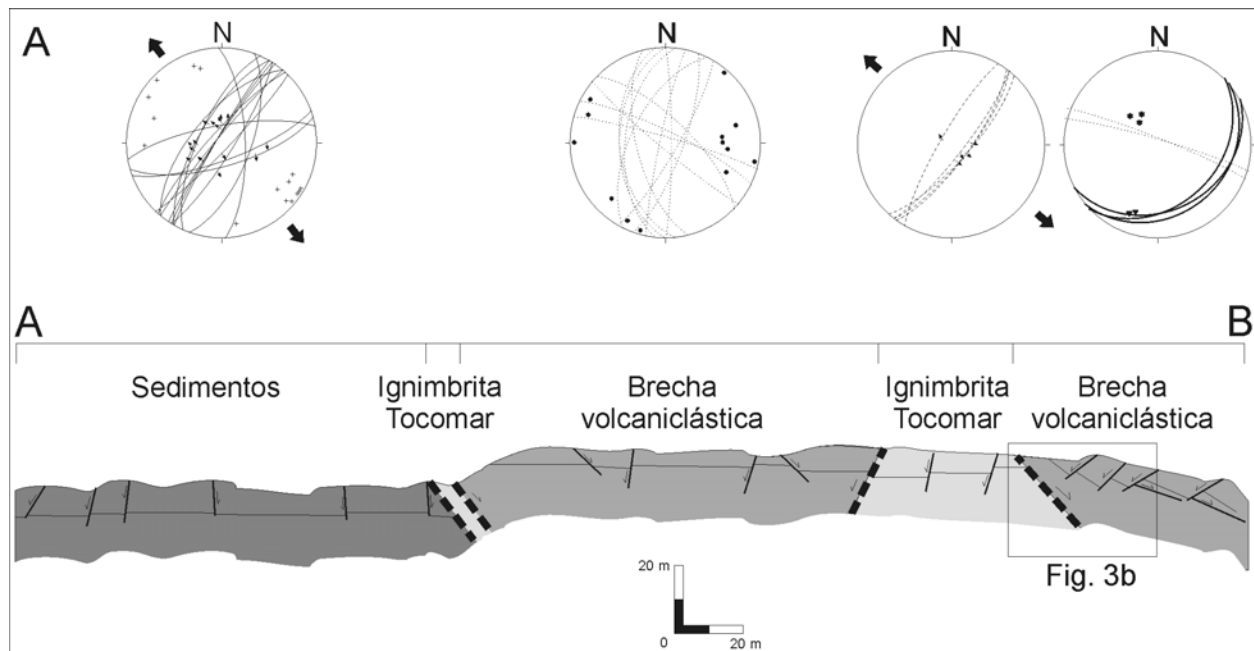 A
N
N
N
N
A
B
Sedimentos
Ignimbrita
Tocomar
Brecha
volcaniclástica
Ignimbrita
Tocomar
Brecha
volcaniclástica
Fig. 3b
20 m
0
20 m